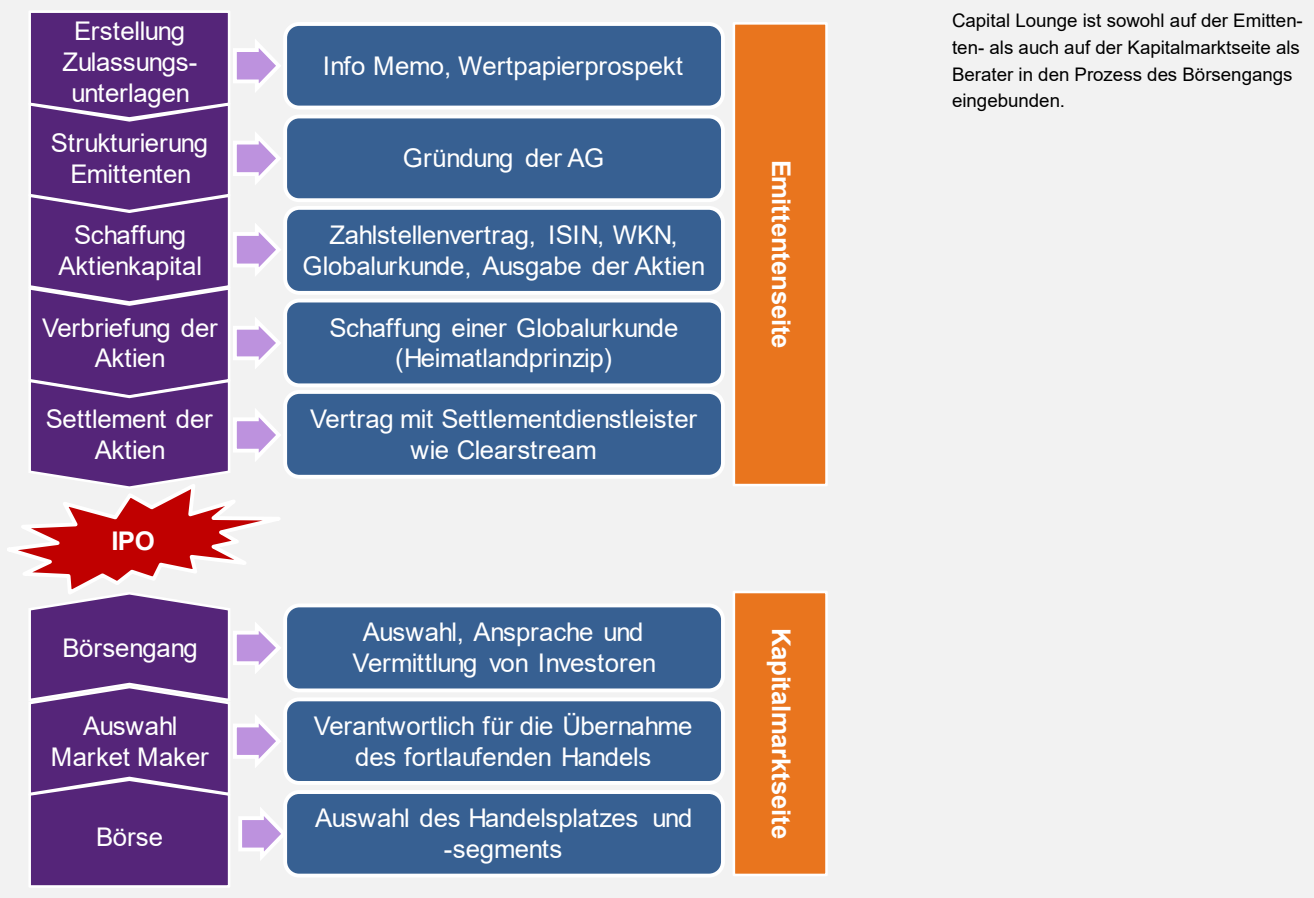 Erstellung
Zulassungs-
unterlagen
Info Memo, Wertpapierprospekt
Strukturierung
Emittenten
Gründung der AG
Schaffung
Aktienkapital
Zahlstellenvertrag, ISIN, WKN,
Globalurkunde, Ausgabe der Aktien
Verbriefung der
Aktien
Schaffung einer Globalurkunde
(Heimatlandprinzip)
Settlement der
Aktien
Vertrag mit Settlementdienstleister
wie Clearstream
Emittentenseite
IPO
Börsengang
Auswahl, Ansprache und
Vermittlung von Investoren
Auswahl
Market Maker
Verantwortlich für die Übernahme
des fortlaufenden Handels
Börse
Auswahl des Handelsplatzes und
-segments
Kapitalmarktseite
Capital Lounge ist sowohl auf der Emitten-
ten- als auch auf der Kapitalmarktseite als
Berater in den Prozess des Börsengangs
eingebunden.